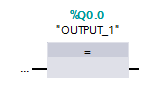 %Q0.0
"OUTPUT_1"
=
...